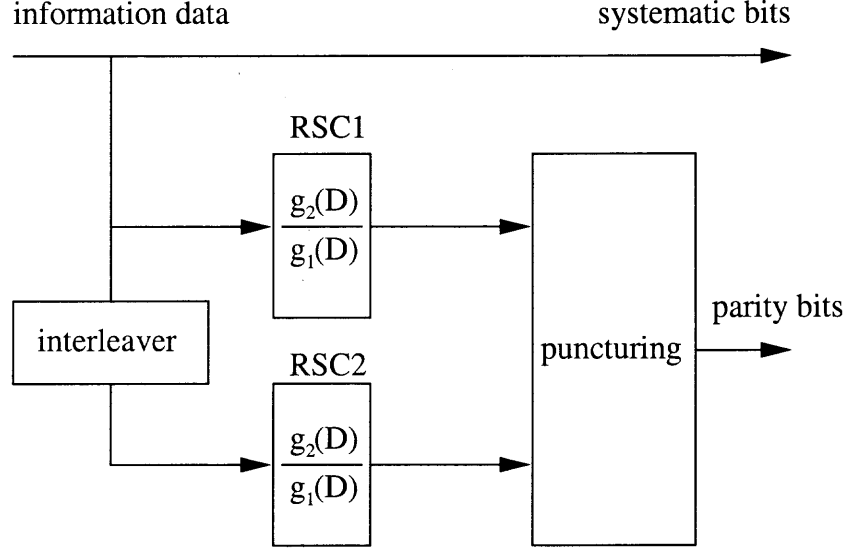 information data
systematic bits
RSC1
g₂(D)
g₁(D)
parity bits
interleaver
puncturing
RSC2
g₂(D)
g₁(D)